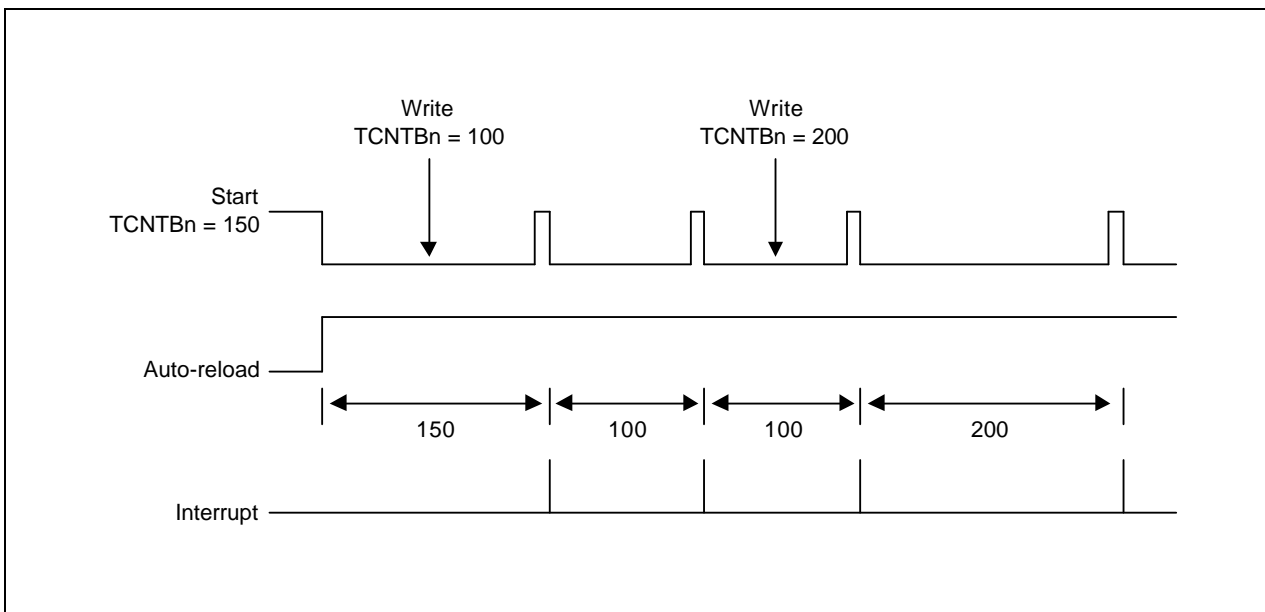 Write
TCNTBn = 100
Write
TCNTBn = 200
Start
TCNTBn = 150
Auto-reload
150
100
100
200
Interrupt